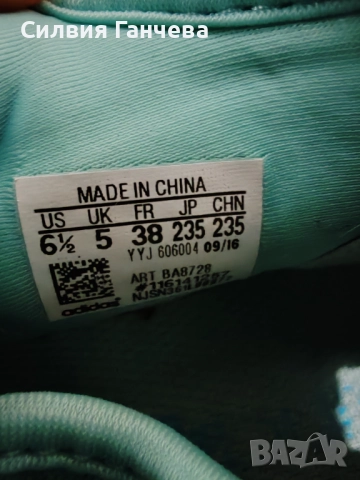 Силвия Ганчева
MADE IN CHINA
US UK FR JP CHN
6½ 5 38 235 235
YYJ 606004 09/16
ART BA8728
adidas
BAZAR